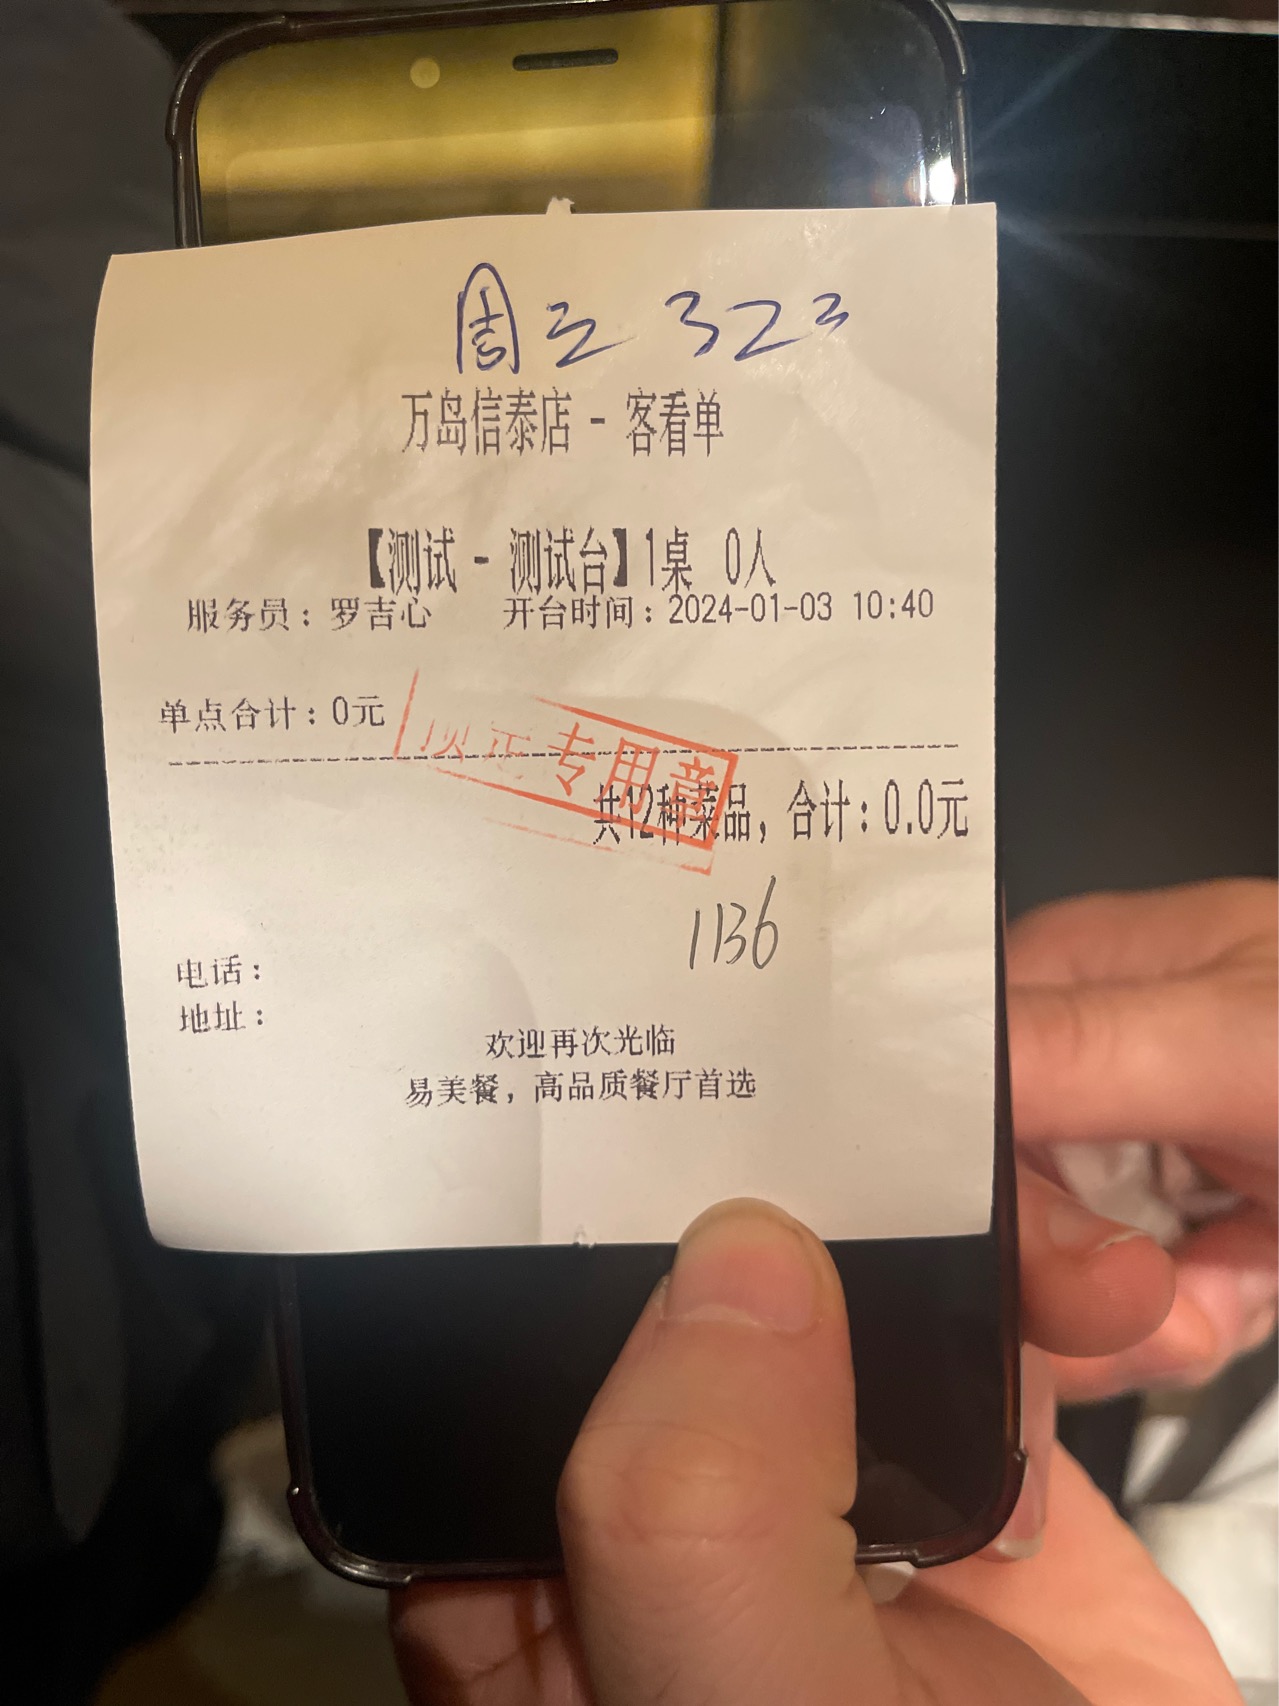 周三 323
万岛信泰店 - 客看单
【测试 - 测试台】1桌 0人
服务员：罗吉心 开台时间：2024-01-03 10:40
单点合计：0元
预定专用章
共12种菜品，合计：0.0元
1136
电话：
地址：
欢迎再次光临
易美餐，高品质餐厅首选